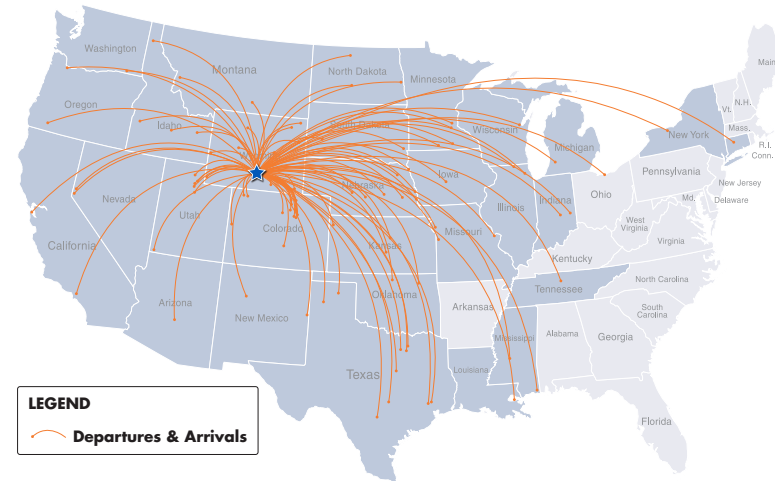 Washington
Montana
North Dakota
Minnesota
Maine
Oregon
Idaho
South Dakota
Wisconsin
Michigan
New York
Vt.
N.H.
Mass.
R.I.
Conn.
Nebraska
Iowa
Pennsylvania
New Jersey
Nevada
Utah
Colorado
Illinois
Indiana
Ohio
Md.
Delaware
California
Kansas
Missouri
West
Virginia
Virginia
Kentucky
Arizona
New Mexico
Oklahoma
Arkansas
Tennessee
North Carolina
South
Carolina
Texas
Louisiana
Mississippi
Alabama
Georgia
Florida
LEGEND
Departures & Arrivals